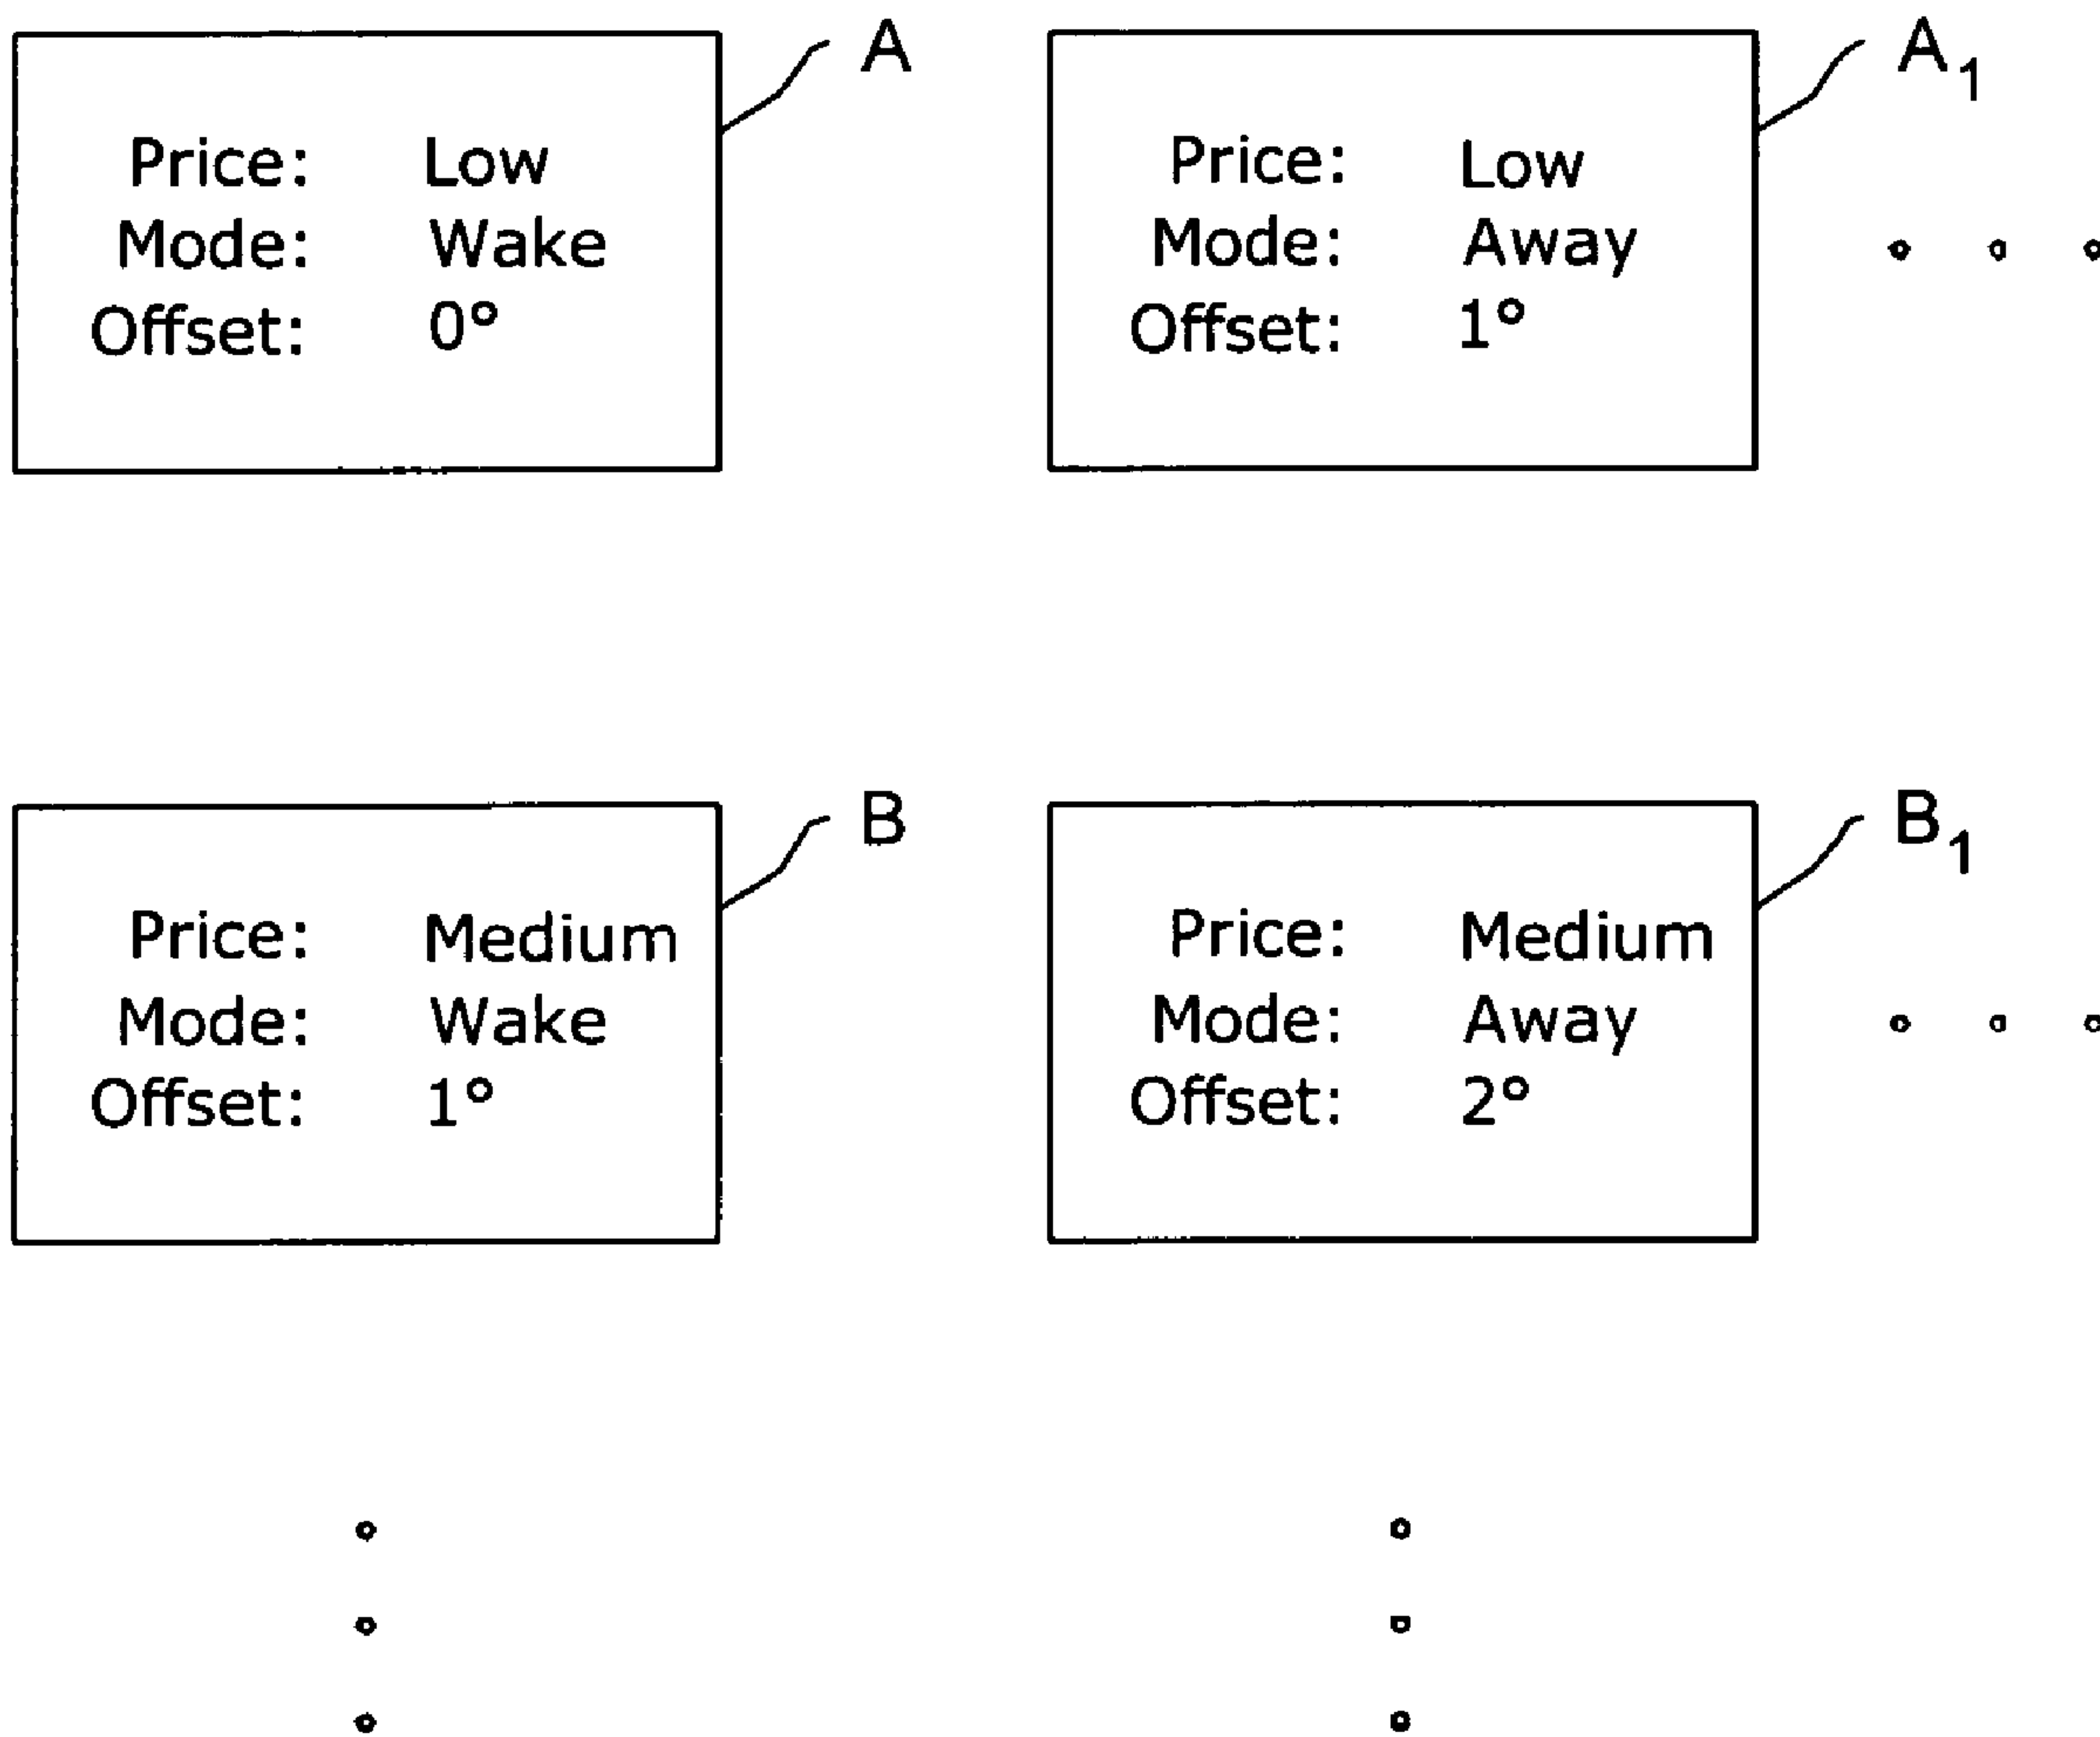 A
Price: Low
Mode: Wake
Offset: 0°
A1
Price: Low
Mode: Away
Offset: 1°
B
Price: Medium
Mode: Wake
Offset: 1°
B1
Price: Medium
Mode: Away
Offset: 2°